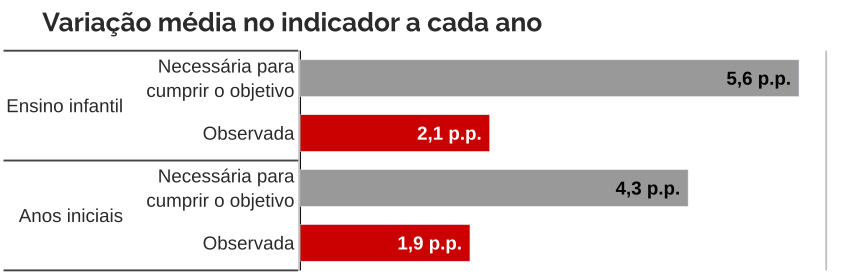 Variação média no indicador a cada ano
Ensino infantil
Necessária para
cumprir o objetivo
5,6 p.p.
Observada
2,1 p.p.
Anos iniciais
Necessária para
cumprir o objetivo
4,3 p.p.
Observada
1,9 p.p.